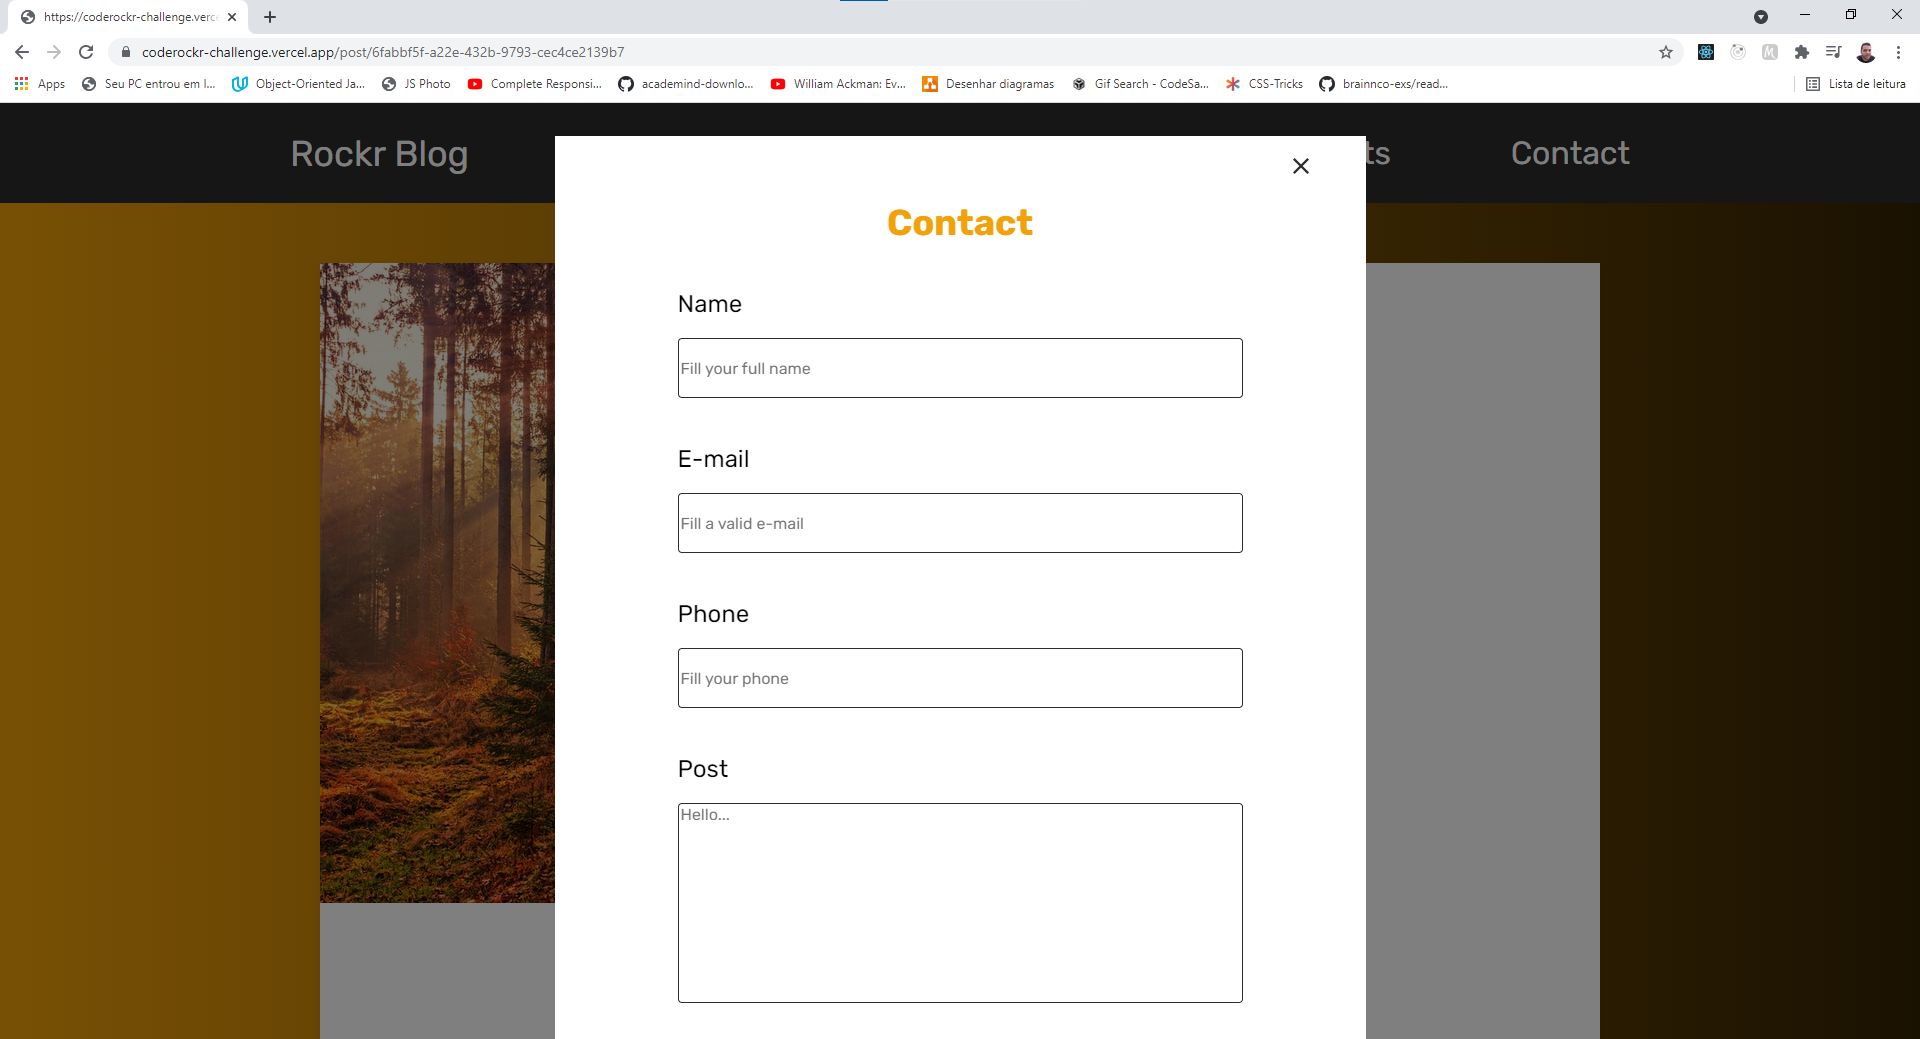 https://coderockr-challenge.verc
coderockr-challenge.vercel.app/post/6fabbf5f-a22e-432b-9793-cec4ce2139b7
Apps Seu PC entrou em l... Object-Oriented Ja... JS Photo Complete Responsi... academind-downlo... William Ackman: Ev... Desenhar diagramas Gif Search - CodeSa... CSS-Tricks brainnco-exs/read... Lista de leitura
Rockr Blog ts Contact
Contact
Name
Fill your full name
E-mail
Fill a valid e-mail
Phone
Fill your phone
Post
Hello...